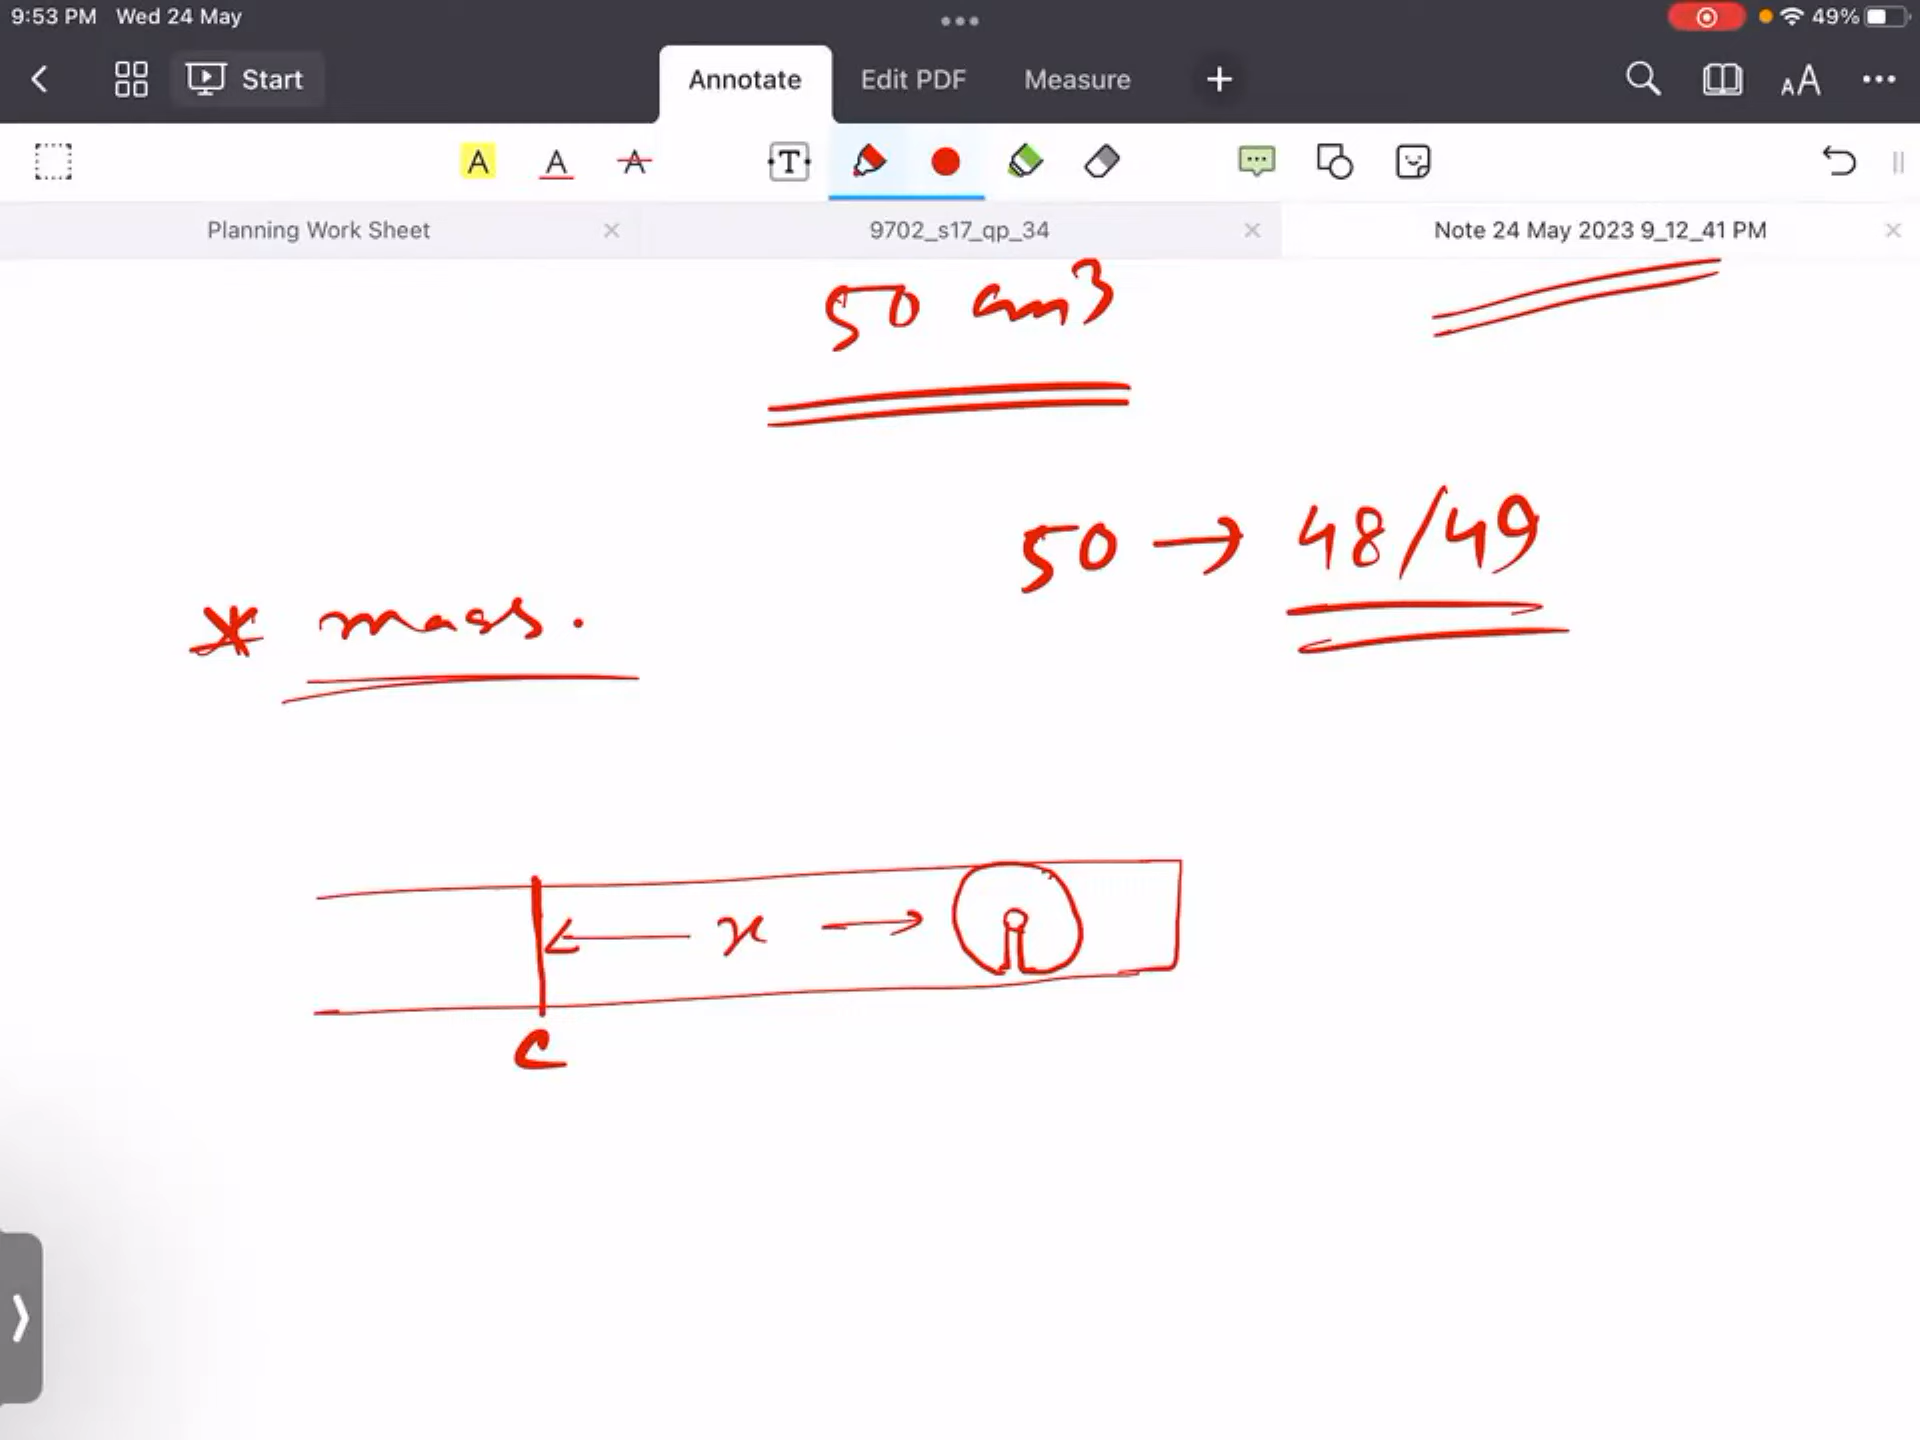 9:53 PM Wed 24 May
49%
Start
Annotate
Edit PDF
Measure
AA
A A A T
Planning Work Sheet
9702_s17_qp_34
Note 24 May 2023 9_12_41 PM
50 cm3
50 → 48/49
* mass.
← x →
C